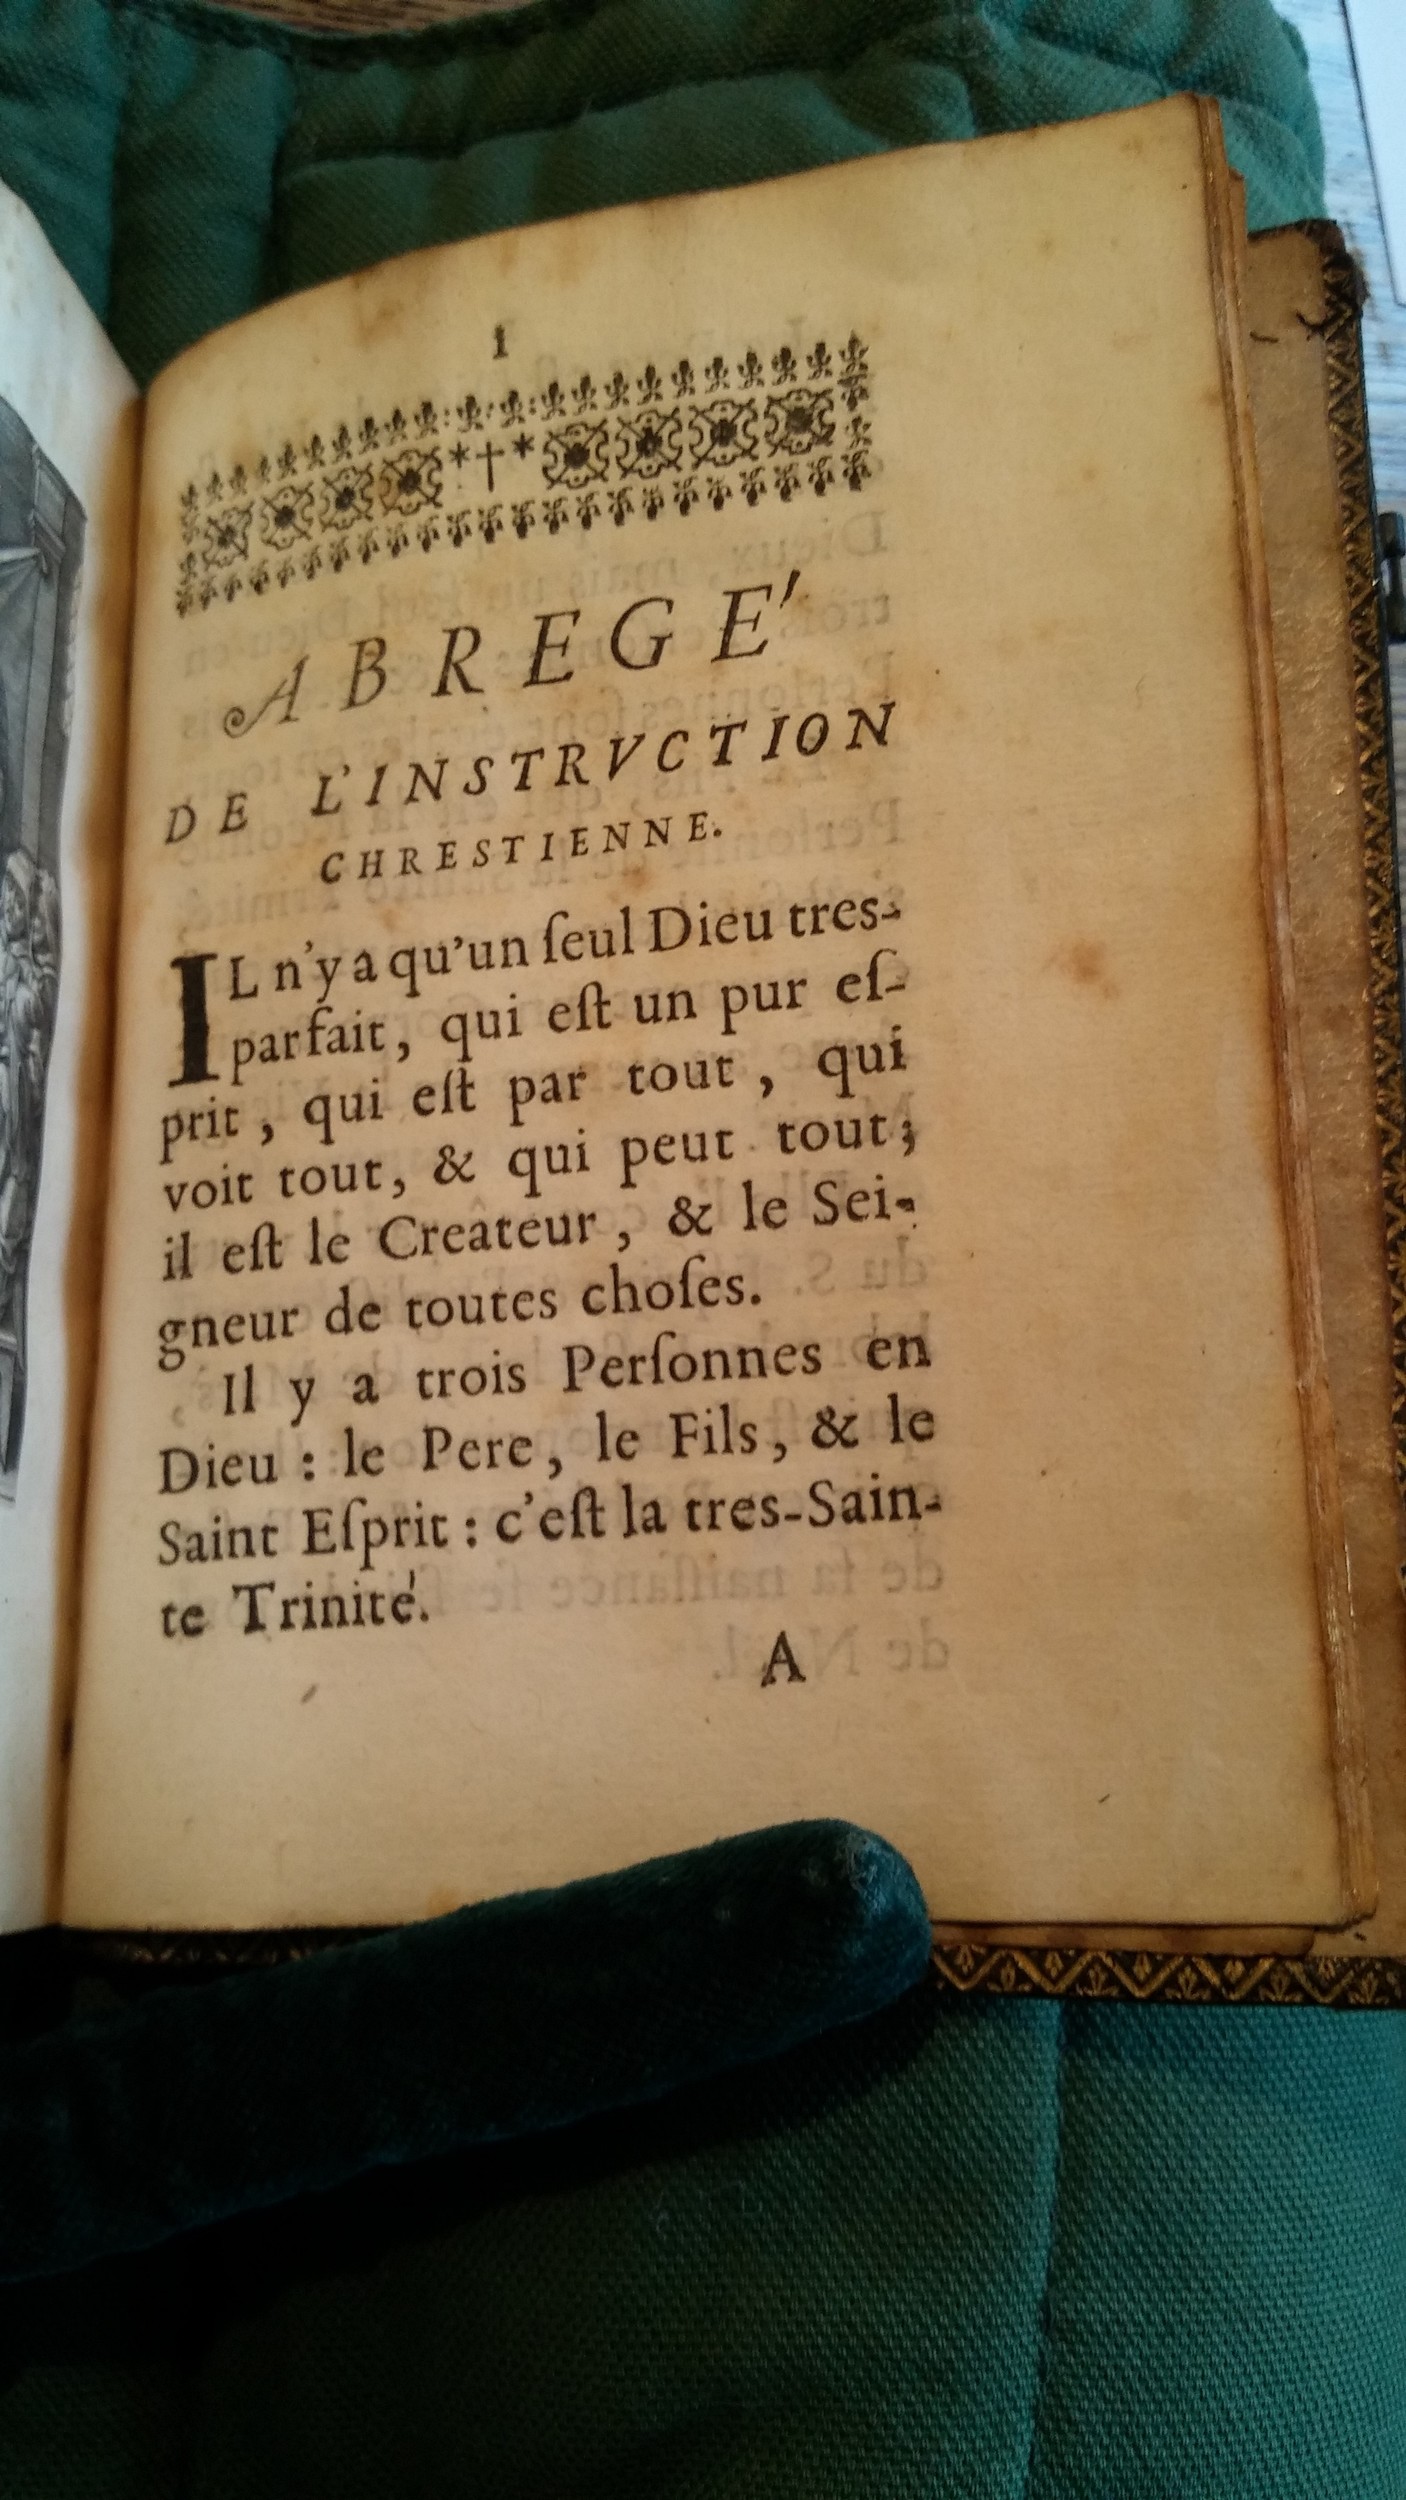 1
*†*
ABREGE'
DE L'INSTRVCTION
CHRESTIENNE.
IL n'y a qu'un ſeul Dieu tres-
parfait, qui eſt un pur eſ-
prit, qui eſt par tout, qui
voit tout, & qui peut tout;
il eſt le Createur, & le Sei-
gneur de toutes choſes.
Il y a trois Perſonnes en
Dieu : le Pere, le Fils, & le
Saint Eſprit : c'eſt la tres-Sain-
te Trinité.
A